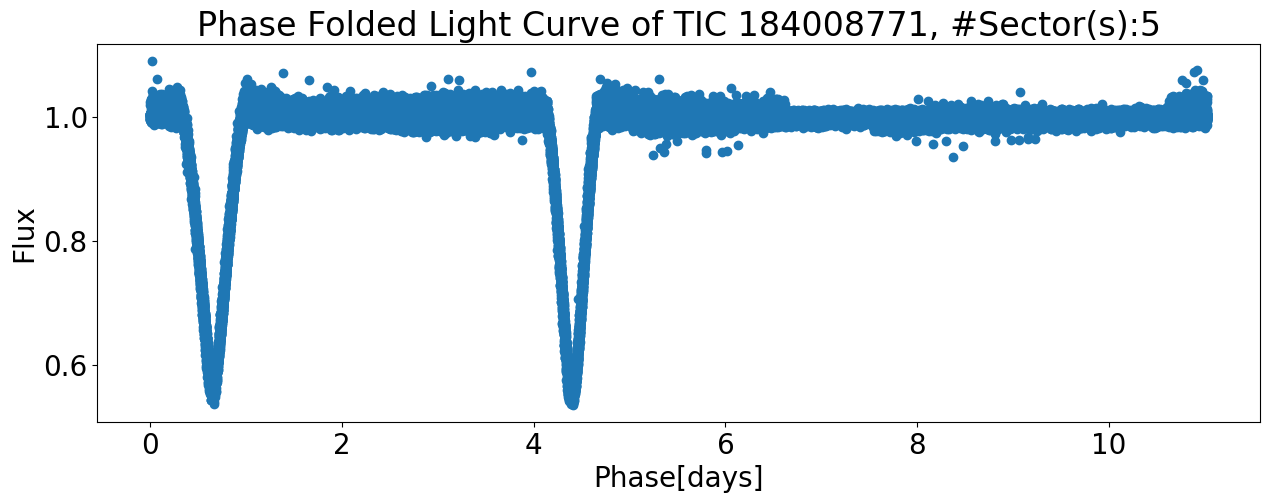 Phase Folded Light Curve of TIC 184008771, #Sector(s):5
1.0
0.8
0.6
Flux
0 2 4 6 8 10
Phase[days]